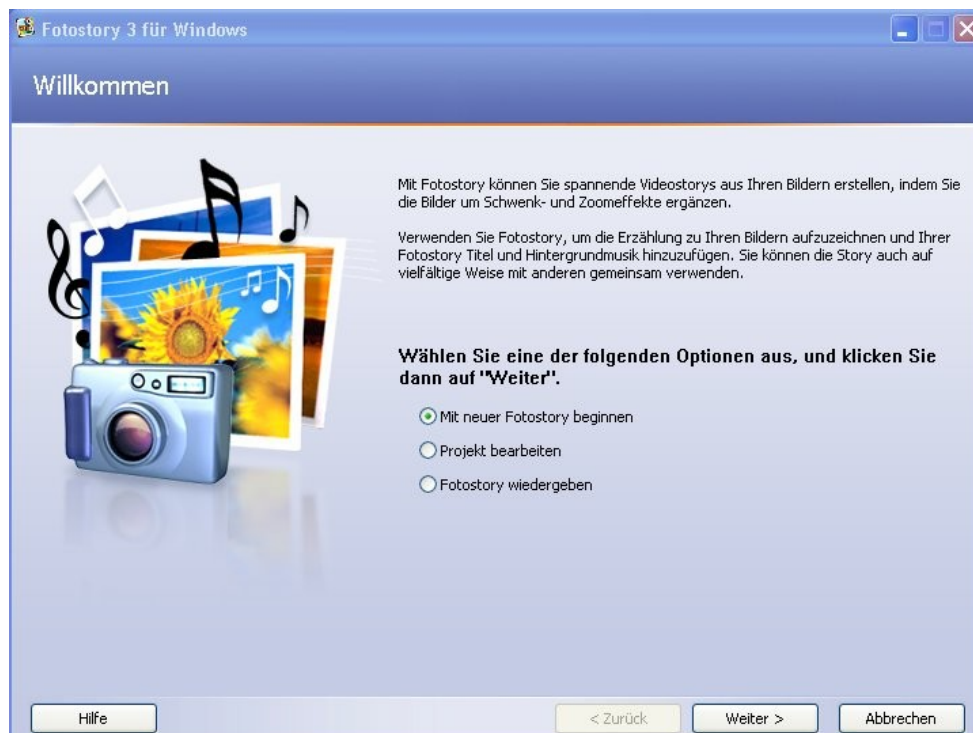 Fotostory 3 für Windows
Willkommen
Mit Fotostory können Sie spannende Videostorys aus Ihren Bildern erstellen, indem Sie
die Bilder um Schwenk- und Zoomeffekte ergänzen.
Verwenden Sie Fotostory, um die Erzählung zu Ihren Bildern aufzuzeichnen und Ihrer
Fotostory Titel und Hintergrundmusik hinzuzufügen. Sie können die Story auch auf
vielfältige Weise mit anderen gemeinsam verwenden.
Wählen Sie eine der folgenden Optionen aus, und klicken Sie
dann auf "Weiter".
Mit neuer Fotostory beginnen
Projekt bearbeiten
Fotostory wiedergeben
Hilfe
< Zurück
Weiter >
Abbrechen